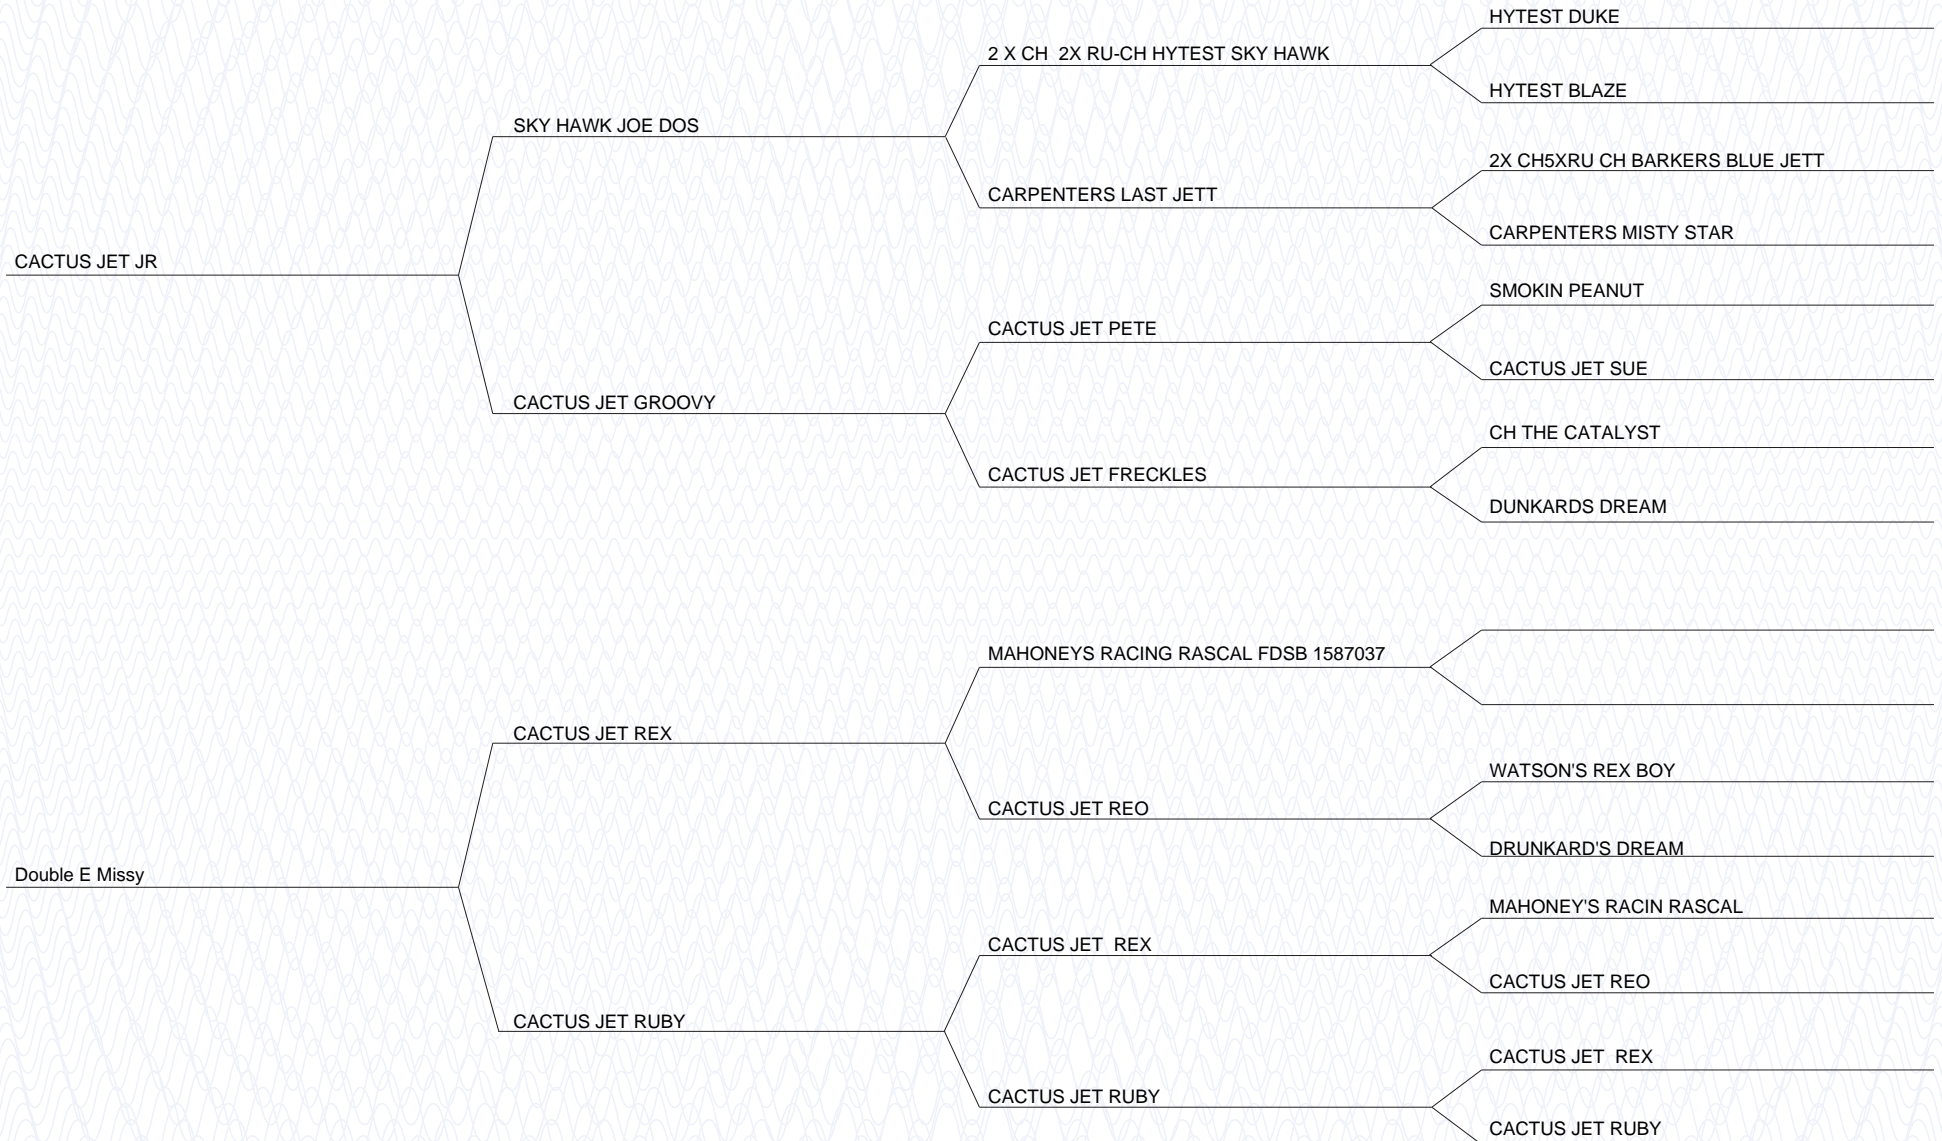 HYTEST DUKE
2 X CH  2X RU-CH HYTEST SKY HAWK
HYTEST BLAZE
SKY HAWK JOE DOS
2X CH5XRU CH BARKERS BLUE JETT
CARPENTERS LAST JETT
CARPENTERS MISTY STAR
CACTUS JET JR
SMOKIN PEANUT
CACTUS JET PETE
CACTUS JET SUE
CACTUS JET GROOVY
CH THE CATALYST
CACTUS JET FRECKLES
DUNKARDS DREAM
MAHONEYS RACING RASCAL FDSB 1587037
CACTUS JET REX
WATSON'S REX BOY
CACTUS JET REO
DRUNKARD'S DREAM
Double E Missy
MAHONEY'S RACIN RASCAL
CACTUS JET  REX
CACTUS JET REO
CACTUS JET RUBY
CACTUS JET  REX
CACTUS JET RUBY
CACTUS JET RUBY